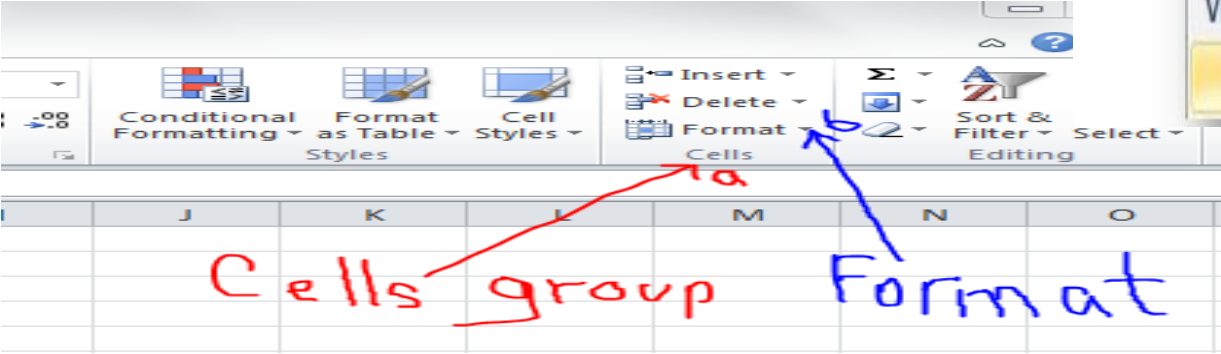 ?
Insert
Σ
Delete
Conditional Formatting
Format as Table
Cell Styles
Format
Sort & Filter
Select
b
Styles
Cells
Editing
a
J K L M N O
Cells group
Format